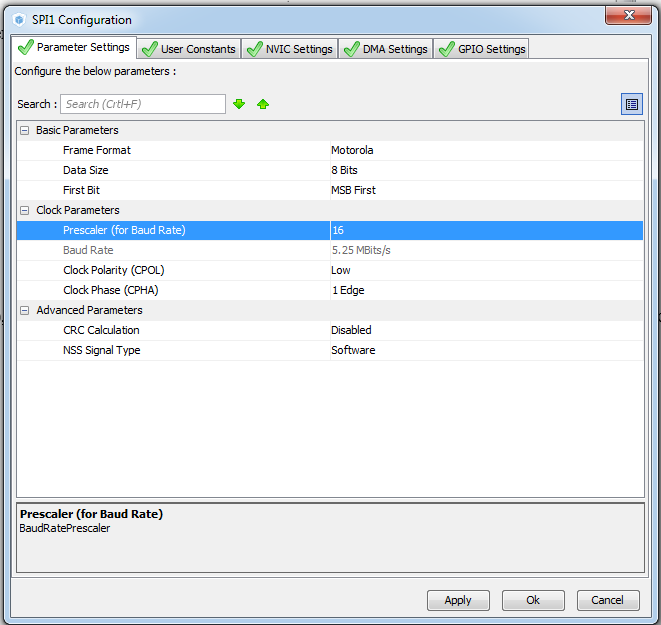 SPI1 Configuration
Parameter Settings User Constants NVIC Settings DMA Settings GPIO Settings
Configure the below parameters :
Search : Search (Crtl+F)
Basic Parameters
Frame Format Motorola
Data Size 8 Bits
First Bit MSB First
Clock Parameters
Prescaler (for Baud Rate) 16
Baud Rate 5.25 MBits/s
Clock Polarity (CPOL) Low
Clock Phase (CPHA) 1 Edge
Advanced Parameters
CRC Calculation Disabled
NSS Signal Type Software
Prescaler (for Baud Rate)
BaudRatePrescaler
Apply Ok Cancel